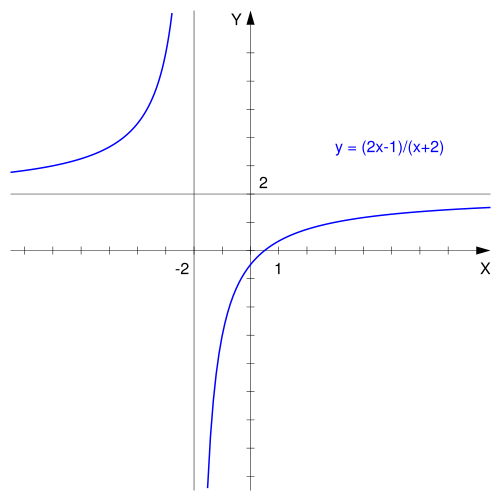 Y
y = (2x-1)/(x+2)
2
-2
1
X